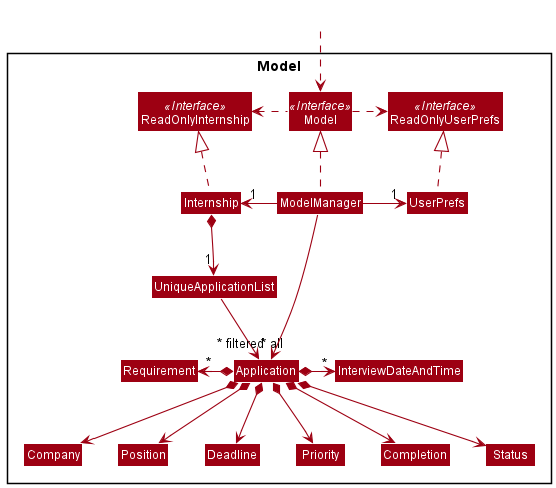 Model
«Interface»
ReadOnlyInternship
«Interface»
Model
«Interface»
ReadOnlyUserPrefs
Internship
1
ModelManager
1
UserPrefs
1
UniqueApplicationList
* filtered
* all
Requirement
*
Application
*
InterviewDateAndTime
Company
Position
Deadline
Priority
Completion
Status